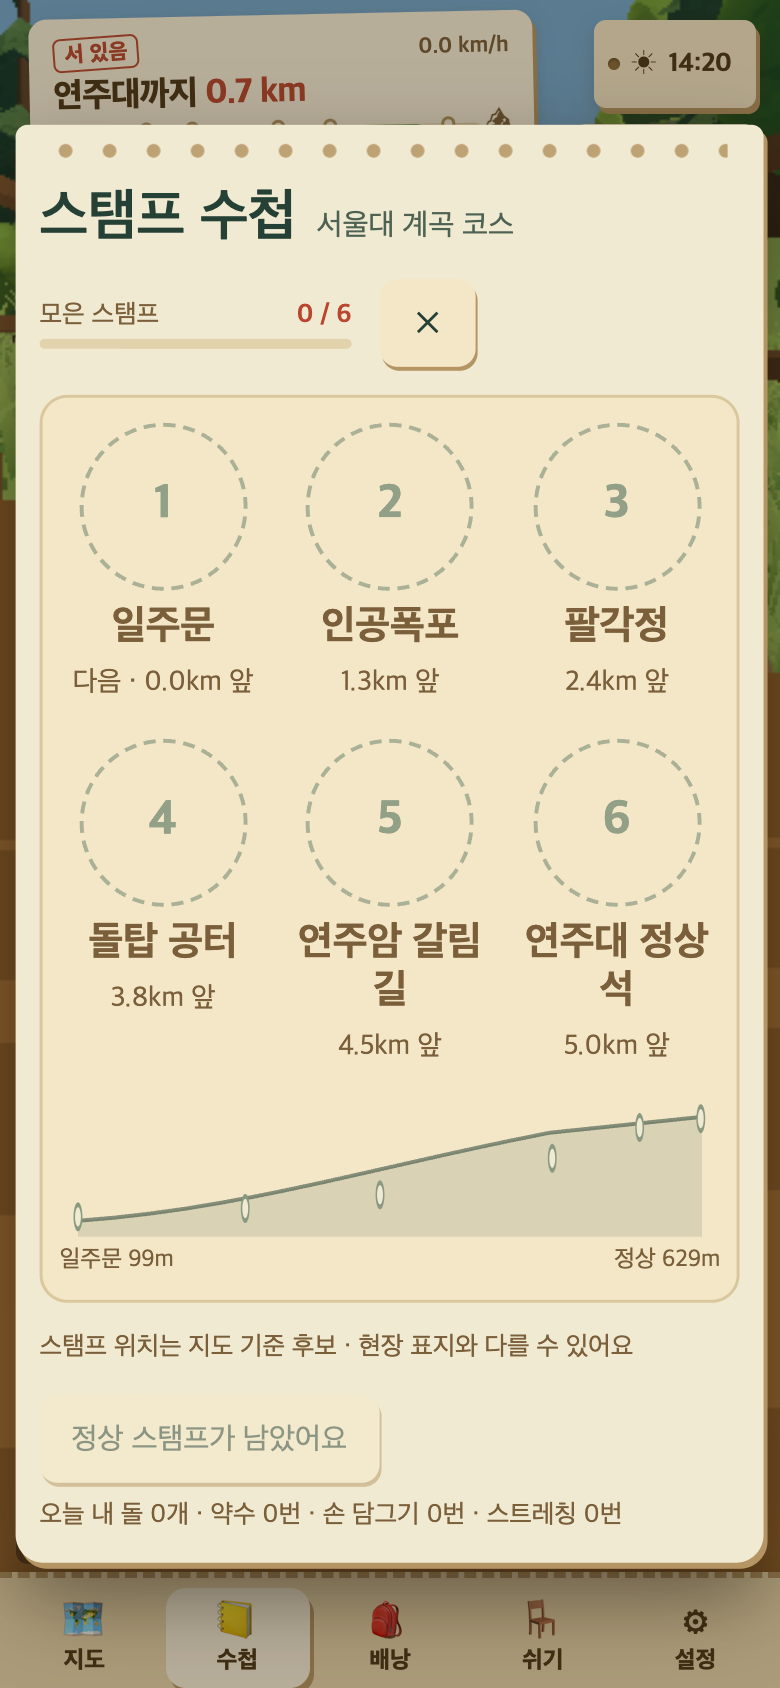 서 있음
0.0 km/h
연주대까지 0.7 km
14:20
스탬프 수첩 서울대 계곡 코스
모은 스탬프 0 / 6
×
1 2 3
일주문 인공폭포 팔각정
다음 · 0.0km 앞 1.3km 앞 2.4km 앞
4 5 6
돌탑 공터 연주암 갈림길 연주대 정상석
3.8km 앞 4.5km 앞 5.0km 앞
일주문 99m 정상 629m
스탬프 위치는 지도 기준 후보 · 현장 표지와 다를 수 있어요
정상 스탬프가 남았어요
오늘 내 돌 0개 · 약수 0번 · 손 담그기 0번 · 스트레칭 0번
지도 수첩 배낭 쉬기 설정